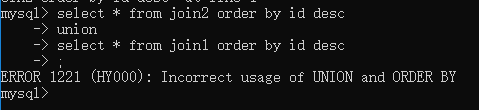 mysql> select * from join2 order by id desc
    -> union
    -> select * from join1 order by id desc
    -> ;
ERROR 1221 (HY000): Incorrect usage of UNION and ORDER BY
mysql>